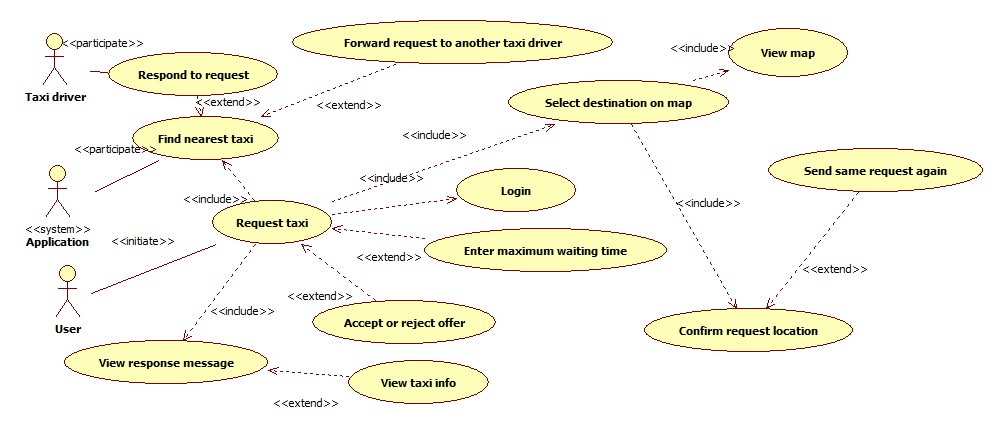 <<participate>>
Taxi driver
Respond to request
Forward request to another taxi driver
<<include>>
View map
<<extend>>
<<extend>>
Select destination on map
Find nearest taxi
<<include>>
<<participate>>
<<system>>
Application
<<include>>
<<include>>
Login
Send same request again
<<include>>
Request taxi
<<initiate>>
User
Enter maximum waiting time
<<extend>>
<<extend>>
<<extend>>
<<include>>
Accept or reject offer
Confirm request location
View response message
View taxi info
<<extend>>